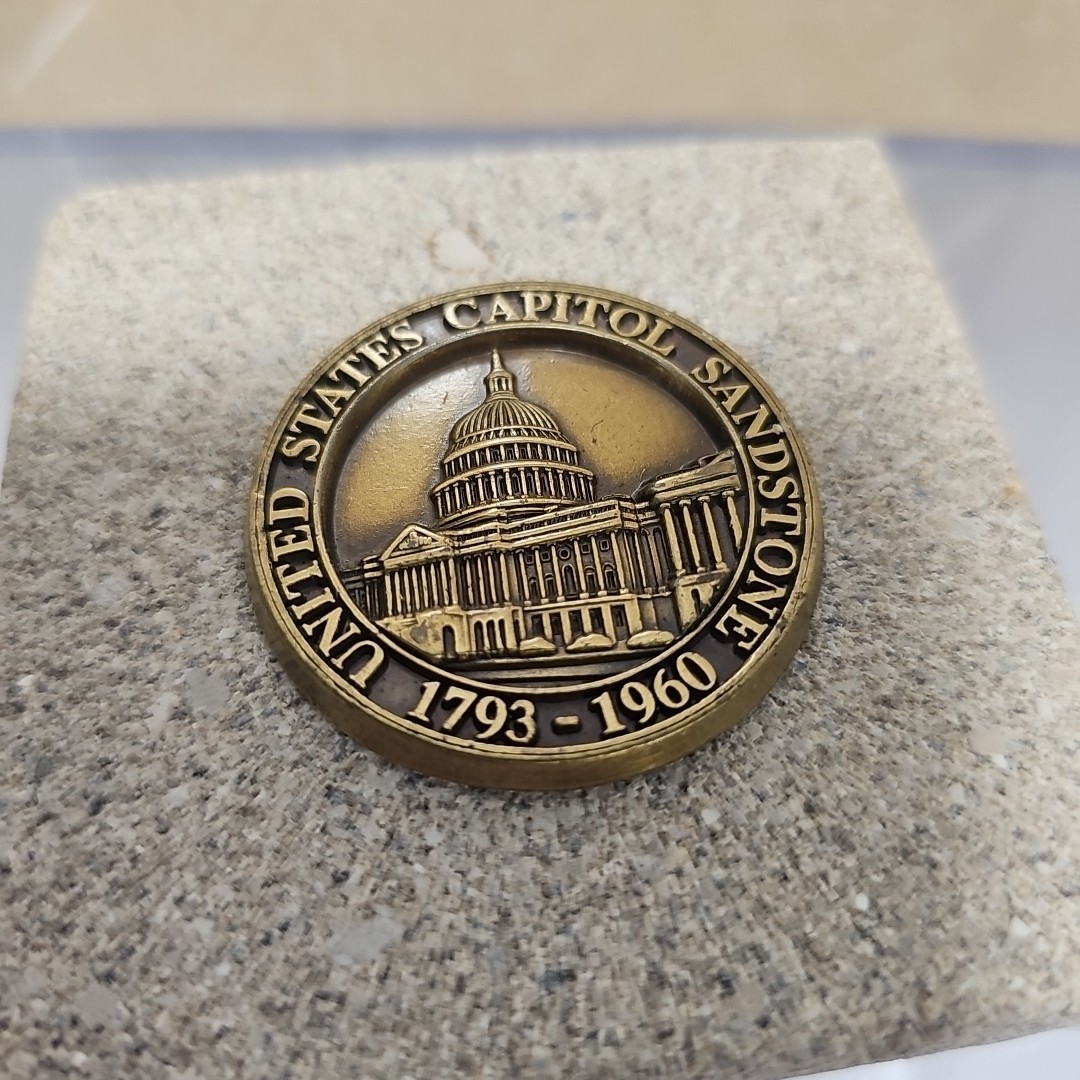 UNITED STATES CAPITOL SANDSTONE
1793 - 1960